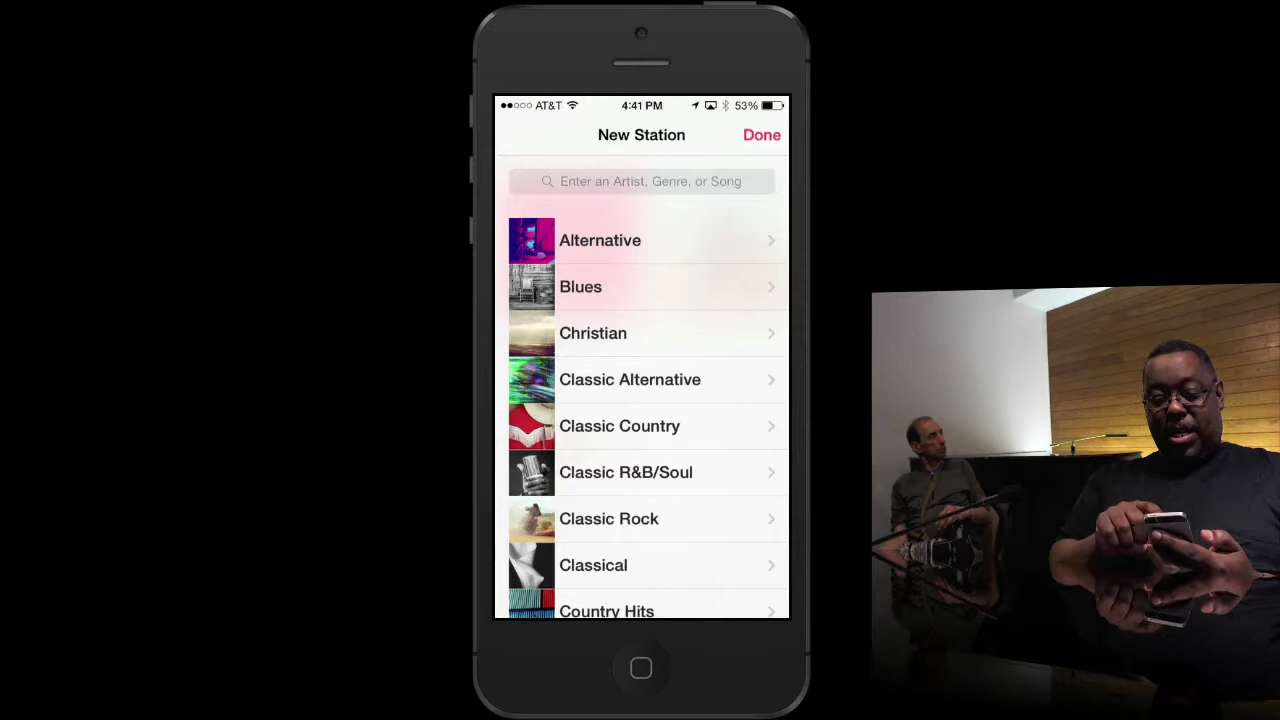 AT&T 4:41 PM 53%
New Station Done
Enter an Artist, Genre, or Song
Alternative
Blues
Christian
Classic Alternative
Classic Country
Classic R&B/Soul
Classic Rock
Classical
Country Hits